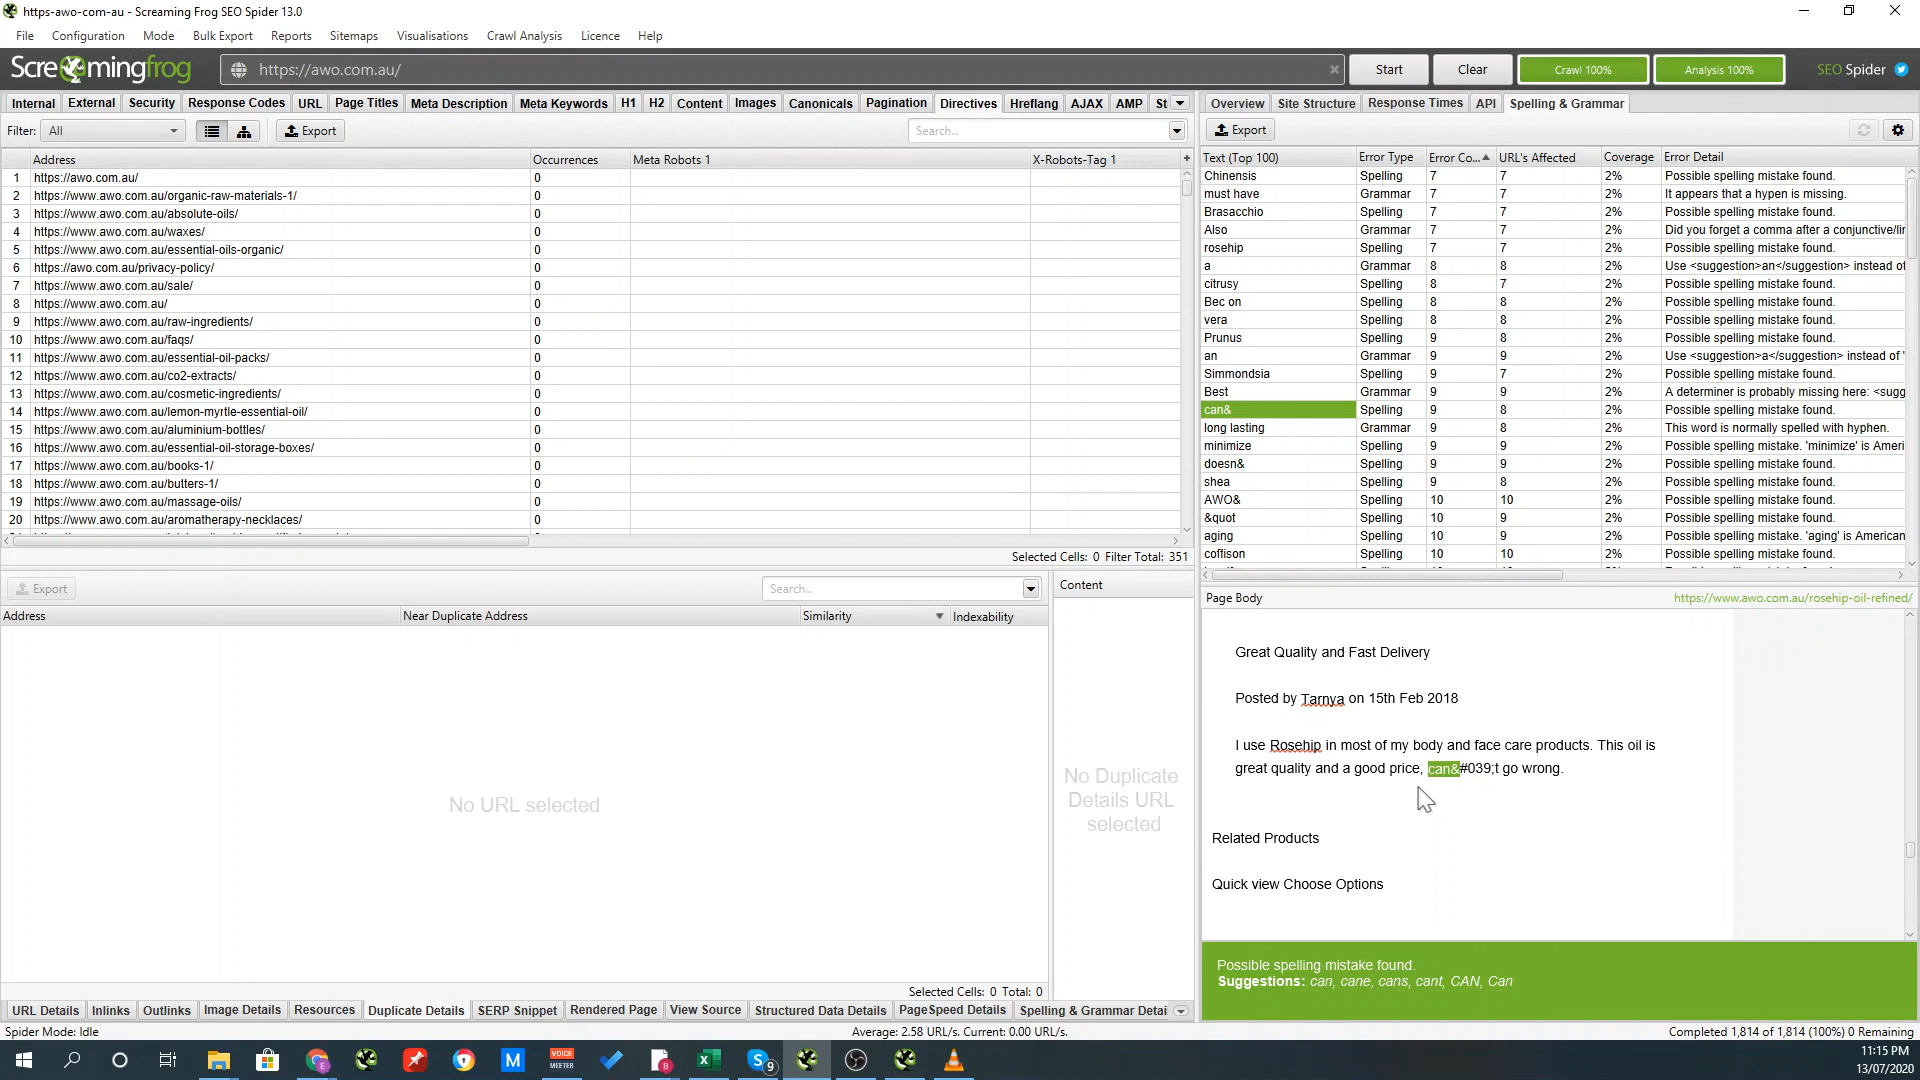 https-awo-com-au - Screaming Frog SEO Spider 13.0
File Configuration Mode Bulk Export Reports Sitemaps Visualisations Crawl Analysis Licence Help
Screamingfrog https://awo.com.au/ Start Clear Crawl 100% Analysis 100% SEO Spider
Internal External Security Response Codes URL Page Titles Meta Description Meta Keywords H1 H2 Content Images Canonicals Pagination Directives Hreflang AJAX AMP St
Filter: All Export Search...
Address Occurrences Meta Robots 1 X-Robots-Tag 1 +
1 https://awo.com.au/ 0
2 https://www.awo.com.au/organic-raw-materials-1/ 0
3 https://www.awo.com.au/absolute-oils/ 0
4 https://www.awo.com.au/waxes/ 0
5 https://www.awo.com.au/essential-oils-organic/ 0
6 https://awo.com.au/privacy-policy/ 0
7 https://www.awo.com.au/sale/ 0
8 https://www.awo.com.au/ 0
9 https://www.awo.com.au/raw-ingredients/ 0
10 https://www.awo.com.au/faqs/ 0
11 https://www.awo.com.au/essential-oil-packs/ 0
12 https://www.awo.com.au/co2-extracts/ 0
13 https://www.awo.com.au/cosmetic-ingredients/ 0
14 https://www.awo.com.au/lemon-myrtle-essential-oil/ 0
15 https://www.awo.com.au/aluminium-bottles/ 0
16 https://www.awo.com.au/essential-oil-storage-boxes/ 0
17 https://www.awo.com.au/books-1/ 0
18 https://www.awo.com.au/butters-1/ 0
19 https://www.awo.com.au/massage-oils/ 0
20 https://www.awo.com.au/aromatherapy-necklaces/ 0
Selected Cells: 0 Filter Total: 351
Export Search...
Address Near Duplicate Address Similarity Indexability
No URL selected
Selected Cells: 0 Total: 0
Content
No Duplicate
Details URL
selected
URL Details Inlinks Outlinks Image Details Resources Duplicate Details SERP Snippet Rendered Page View Source Structured Data Details PageSpeed Details Spelling & Grammar Detai
Overview Site Structure Response Times API Spelling & Grammar
Export
Text (Top 100) Error Type Error Co... URL's Affected Coverage Error Detail
Chinensis Spelling 7 7 2% Possible spelling mistake found.
must have Grammar 7 7 2% It appears that a hypen is missing.
Brasacchio Spelling 7 7 2% Possible spelling mistake found.
Also Grammar 7 7 2% Did you forget a comma after a conjunctive/lin
rosehip Spelling 7 7 2% Possible spelling mistake found.
a Grammar 8 8 2% Use <suggestion>an</suggestion> instead of
citrusy Spelling 8 7 2% Possible spelling mistake found.
Bec on Spelling 8 8 2% Possible spelling mistake found.
vera Spelling 8 8 2% Possible spelling mistake found.
Prunus Spelling 9 8 2% Possible spelling mistake found.
an Grammar 9 9 2% Use <suggestion>a</suggestion> instead of '
Simmondsia Spelling 9 7 2% Possible spelling mistake found.
Best Grammar 9 9 2% A determiner is probably missing here: <sugg
can& Spelling 9 8 2% Possible spelling mistake found.
long lasting Grammar 9 8 2% This word is normally spelled with hyphen.
minimize Spelling 9 9 2% Possible spelling mistake. 'minimize' is Ameri
doesn& Spelling 9 9 2% Possible spelling mistake found.
shea Spelling 9 8 2% Possible spelling mistake found.
AWO& Spelling 10 10 2% Possible spelling mistake found.
&quot Spelling 10 9 2% Possible spelling mistake found.
aging Spelling 10 9 2% Possible spelling mistake. 'aging' is American
coffison Spelling 10 10 2% Possible spelling mistake found.
Page Body https://www.awo.com.au/rosehip-oil-refined/
Great Quality and Fast Delivery
Posted by Tarnya on 15th Feb 2018
I use Rosehip in most of my body and face care products. This oil is
great quality and a good price, can&#039;t go wrong.
Related Products
Quick view Choose Options
Possible spelling mistake found.
Suggestions: can, cane, cans, cant, CAN, Can
Spider Mode: Idle Average: 2.58 URL/s. Current: 0.00 URL/s. Completed 1,814 of 1,814 (100%) 0 Remaining
M VOICE
MEETER
9
11:15 PM
13/07/2020